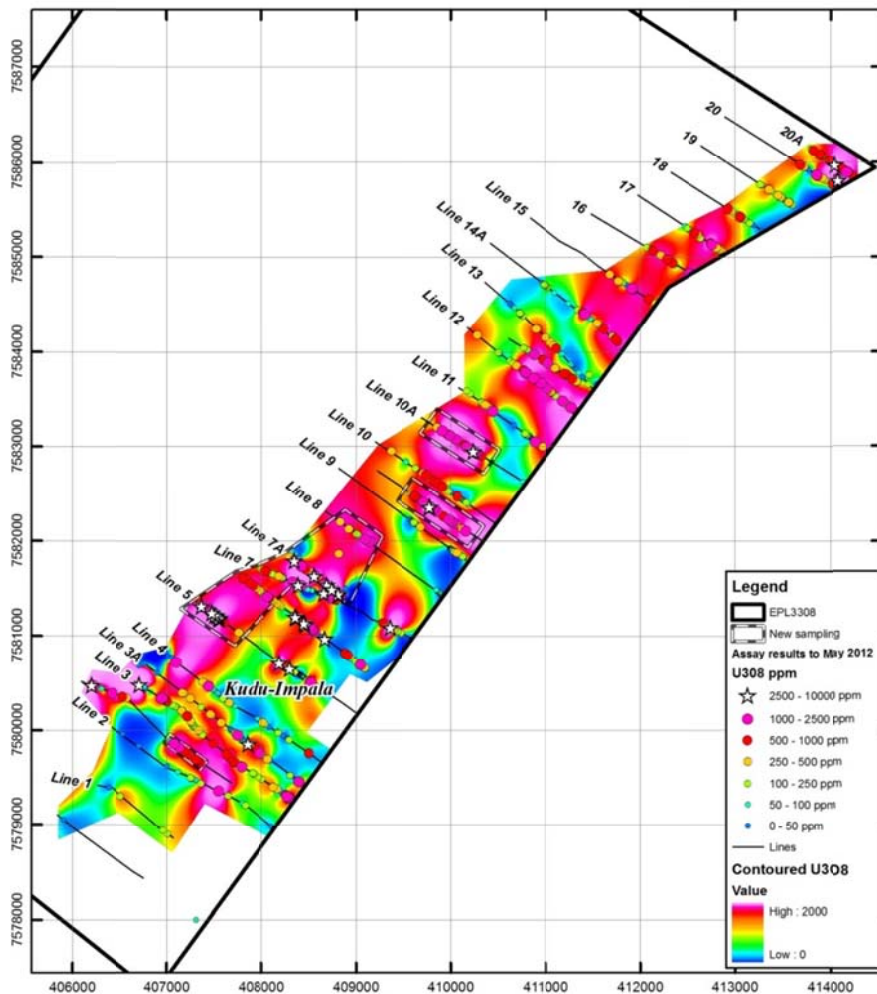 7587000
7586000
7585000
7584000
7583000
7582000
7581000
7580000
7579000
7578000
20
20A
19
18
17
16
Line 15
Line 14A
Line 13
Line 12
Line 11
Line 10A
Line 10
Line 9
Line 8
Line 7A
Line 7
Line 5
Line 4
Line 3A
Line 3
Line 2
Line 1
Kudu-Impala
Legend
EPL3308
New sampling
Assay results to May 2012
U308 ppm
2500 - 10000 ppm
1000 - 2500 ppm
500 - 1000 ppm
250 - 500 ppm
100 - 250 ppm
50 - 100 ppm
0 - 50 ppm
Lines
Contoured U3O8
Value
High : 2000
Low : 0
406000 407000 408000 409000 410000 411000 412000 413000 414000